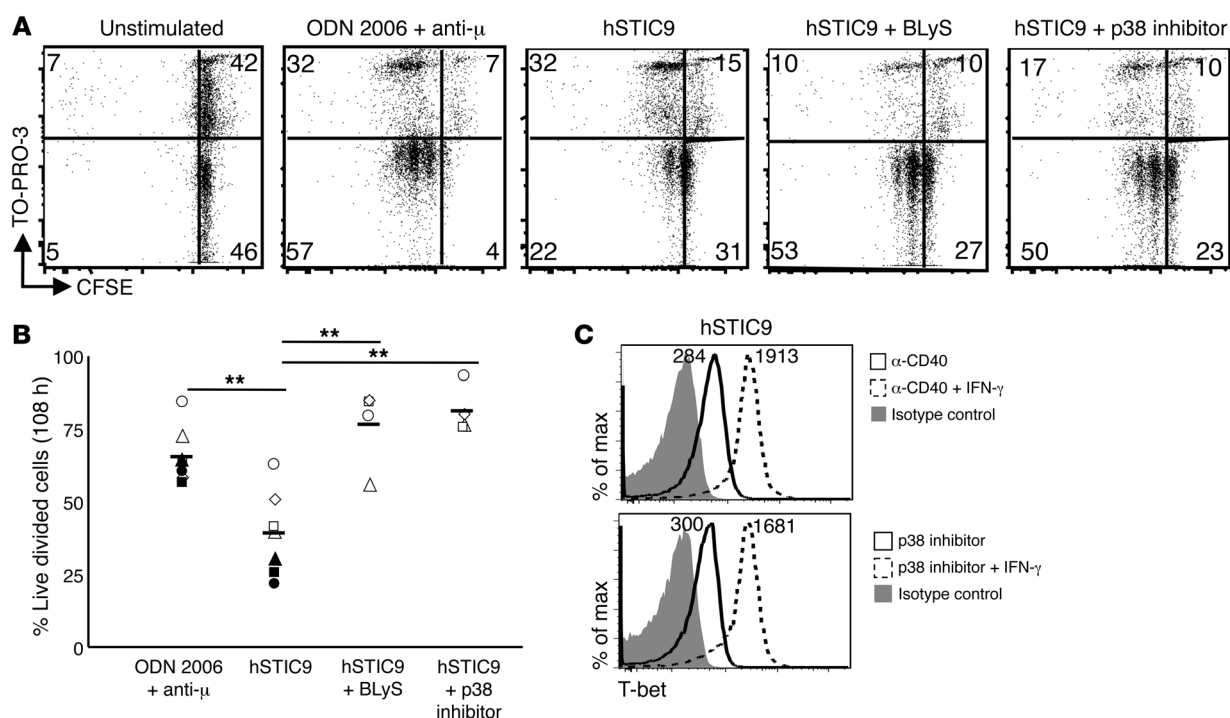 A
Unstimulated
ODN 2006 + anti-μ
hSTIC9
hSTIC9 + BLyS
hSTIC9 + p38 inhibitor
7 42
32 7
32 15
10 10
17 10
TO-PRO-3
5 46
57 4
22 31
53 27
50 23
CFSE
B
% Live divided cells (108 h)
100
75
50
25
0
**
**
**
ODN 2006
+ anti-μ
hSTIC9
hSTIC9
+ BLyS
hSTIC9
+ p38
inhibitor
C
hSTIC9
% of max
284 1913
α-CD40
α-CD40 + IFN-γ
Isotype control
% of max
300 1681
p38 inhibitor
p38 inhibitor + IFN-γ
Isotype control
T-bet